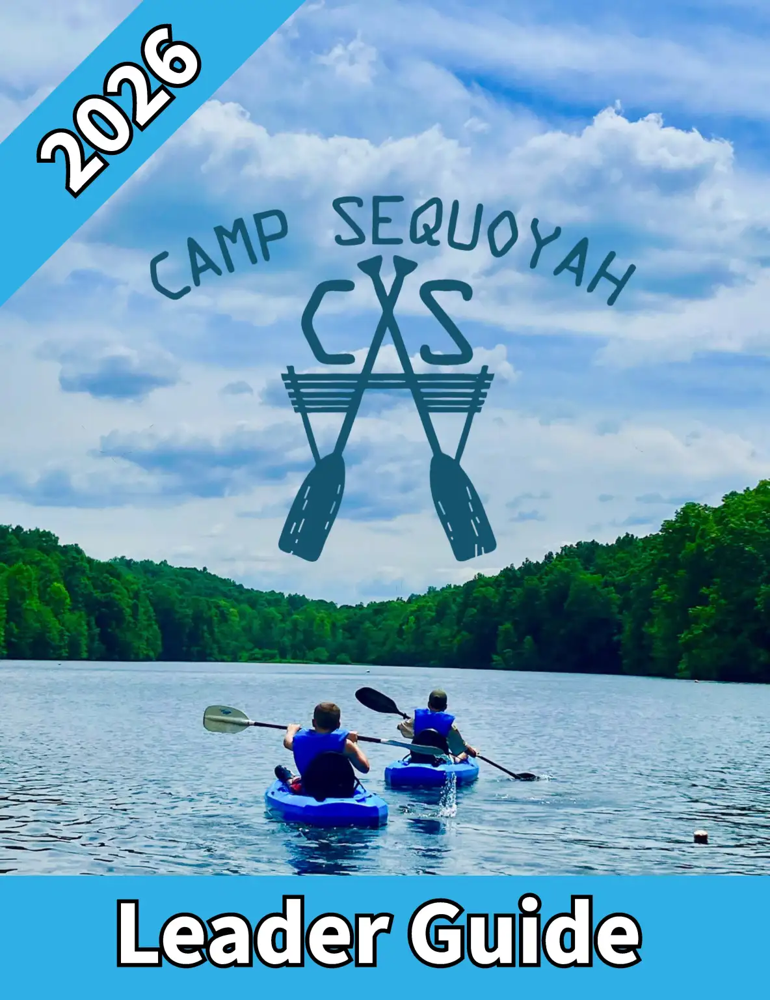 2026
CAMP SEQUOYAH
CS
Leader Guide